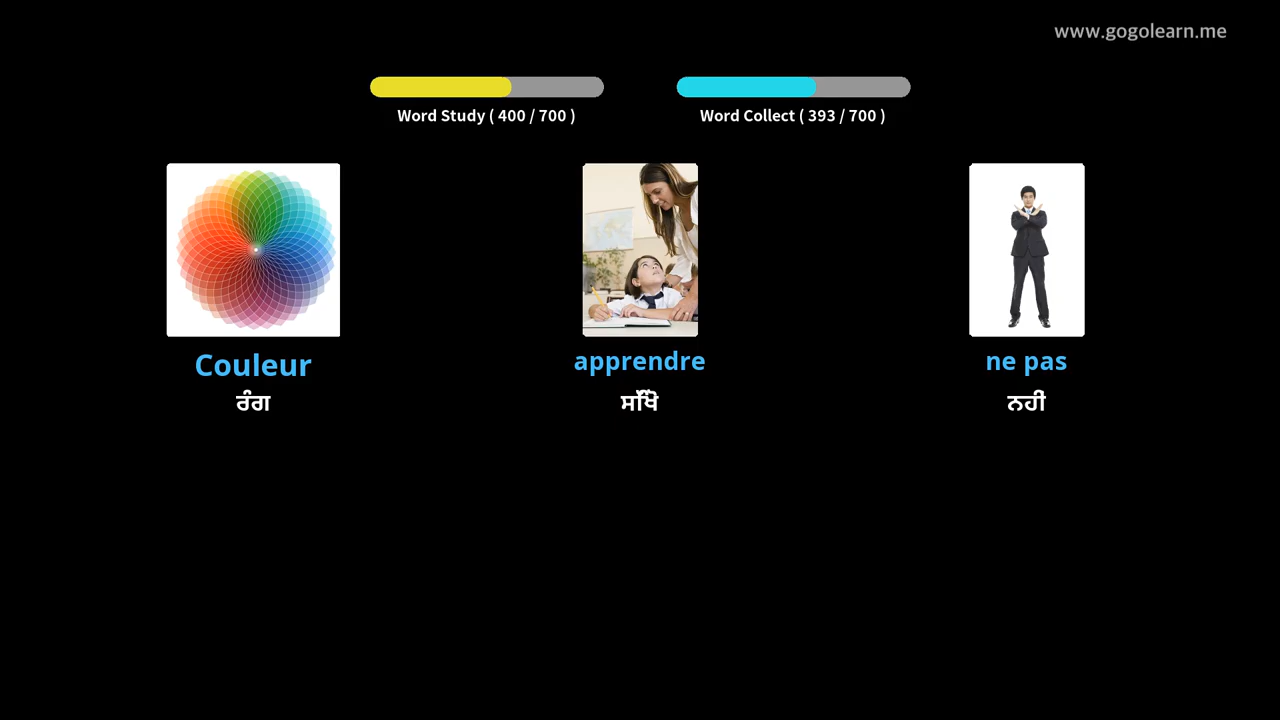 www.gogolearn.me
Word Study ( 400 / 700 )
Word Collect ( 393 / 700 )
Couleur
apprendre
ne pas
ਰੰਗ
ਸਿੱਖੋ
ਨਹੀਂ